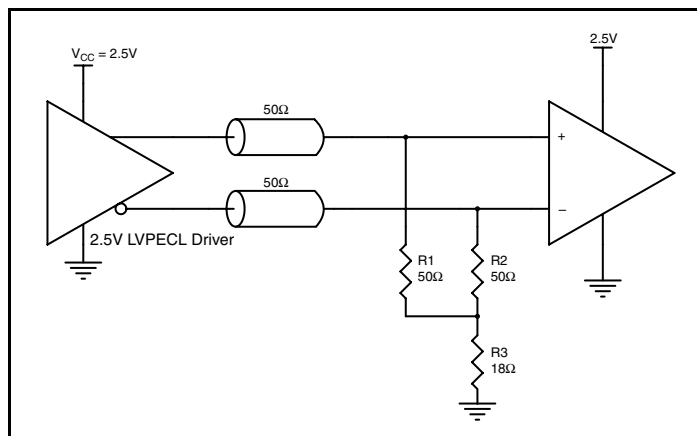 V_CC = 2.5V
2.5V
50Ω
+
50Ω
–
2.5V LVPECL Driver
R1
50Ω
R2
50Ω
R3
18Ω